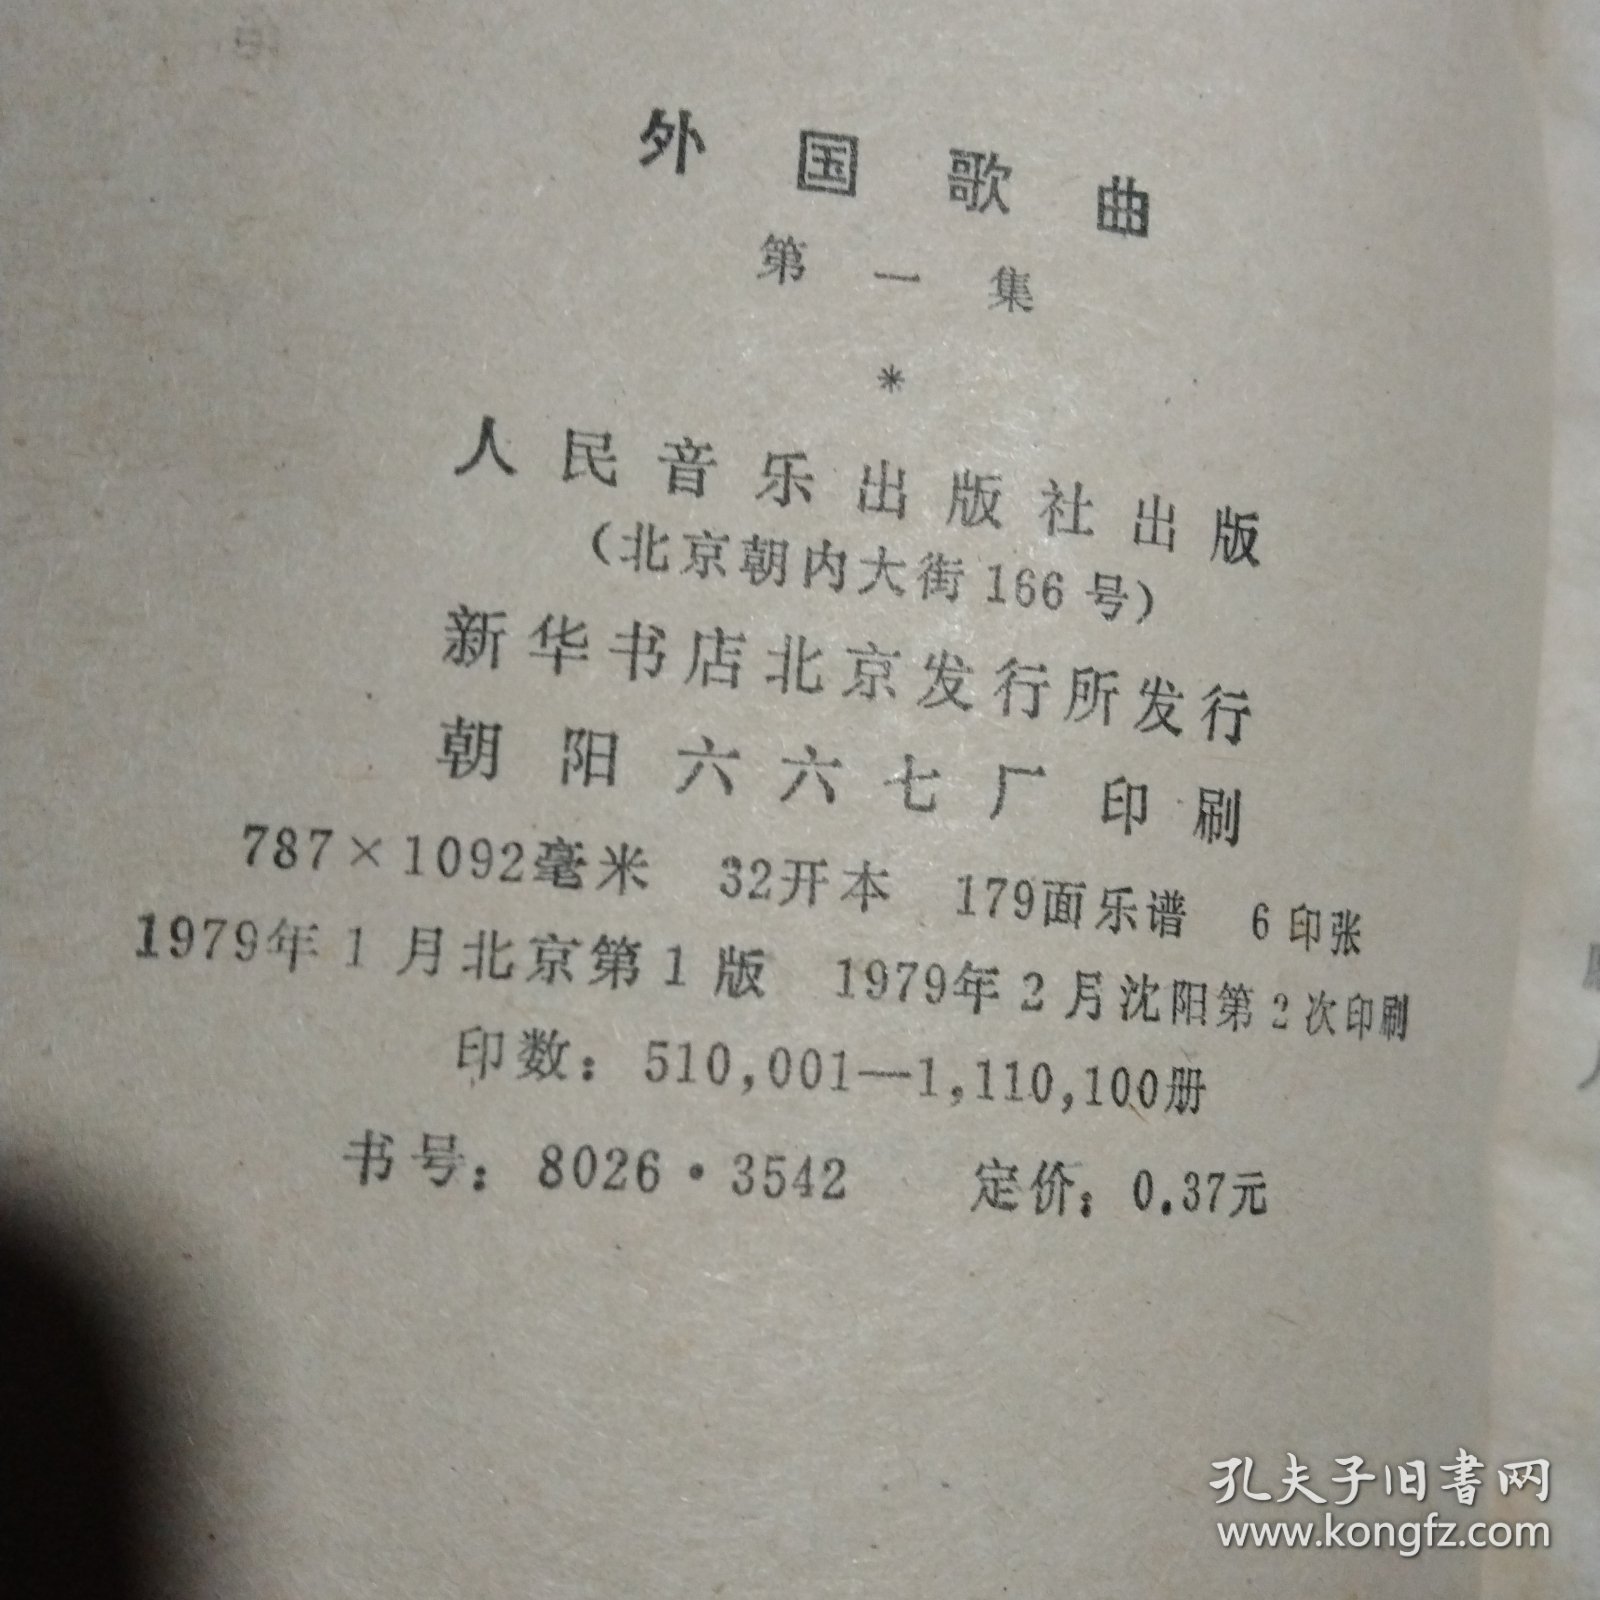 外国歌曲
第一集
*
人民音乐出版社出版
(北京朝内大街166号)
新华书店北京发行所发行
朝阳六六七厂印刷
787×1092毫米 32开本 179面乐谱 6印张
1979年1月北京第1版 1979年2月沈阳第2次印刷
印数：510,001—1,110,100册
书号：8026·3542 定价：0.37元
孔夫子旧书网
www.kongfz.com